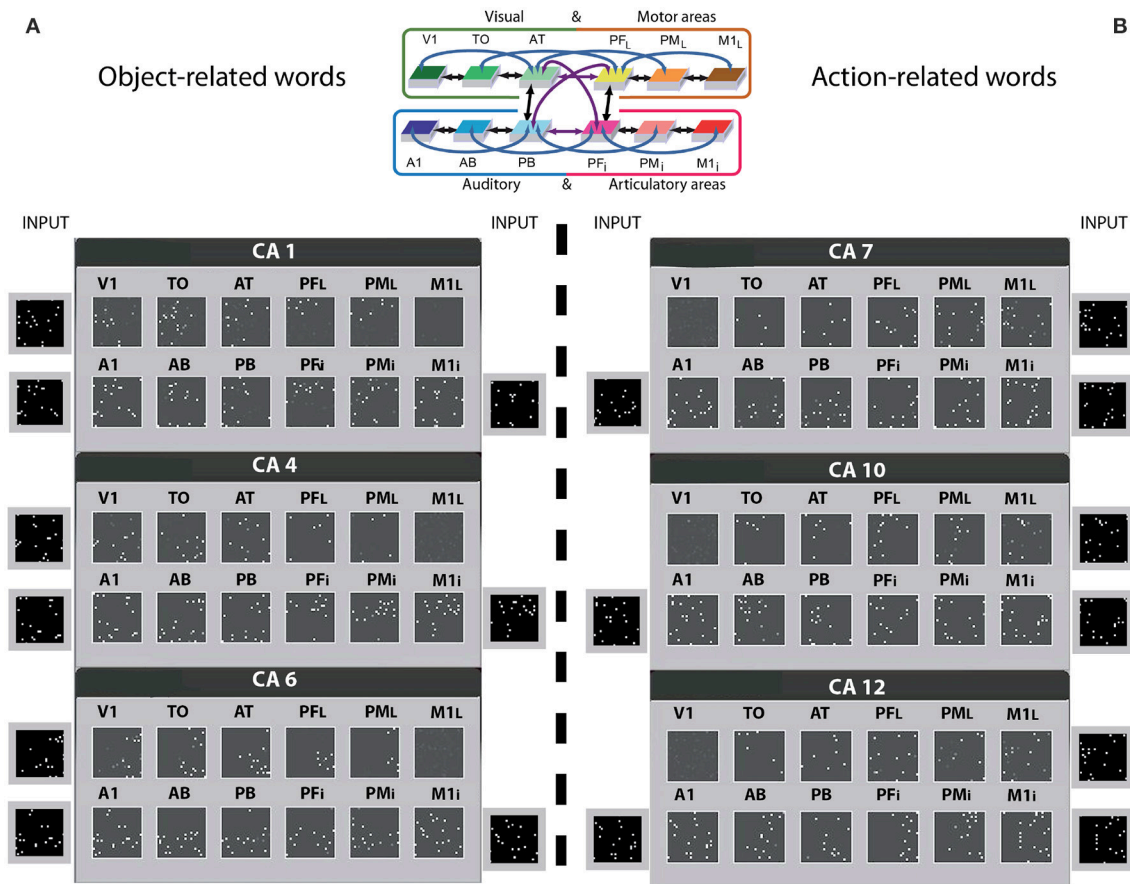 A
B
Visual & Motor areas
V1 TO AT PFL PML M1L
Object-related words
Action-related words
A1 AB PB PFi PMi M1i
Auditory & Articulatory areas
INPUT INPUT INPUT INPUT
CA 1
V1 TO AT PFL PML M1L
A1 AB PB PFi PMi M1i
CA 4
V1 TO AT PFL PML M1L
A1 AB PB PFi PMi M1i
CA 6
V1 TO AT PFL PML M1L
A1 AB PB PFi PMi M1i
CA 7
V1 TO AT PFL PML M1L
A1 AB PB PFi PMi M1i
CA 10
V1 TO AT PFL PML M1L
A1 AB PB PFi PMi M1i
CA 12
V1 TO AT PFL PML M1L
A1 AB PB PFi PMi M1i